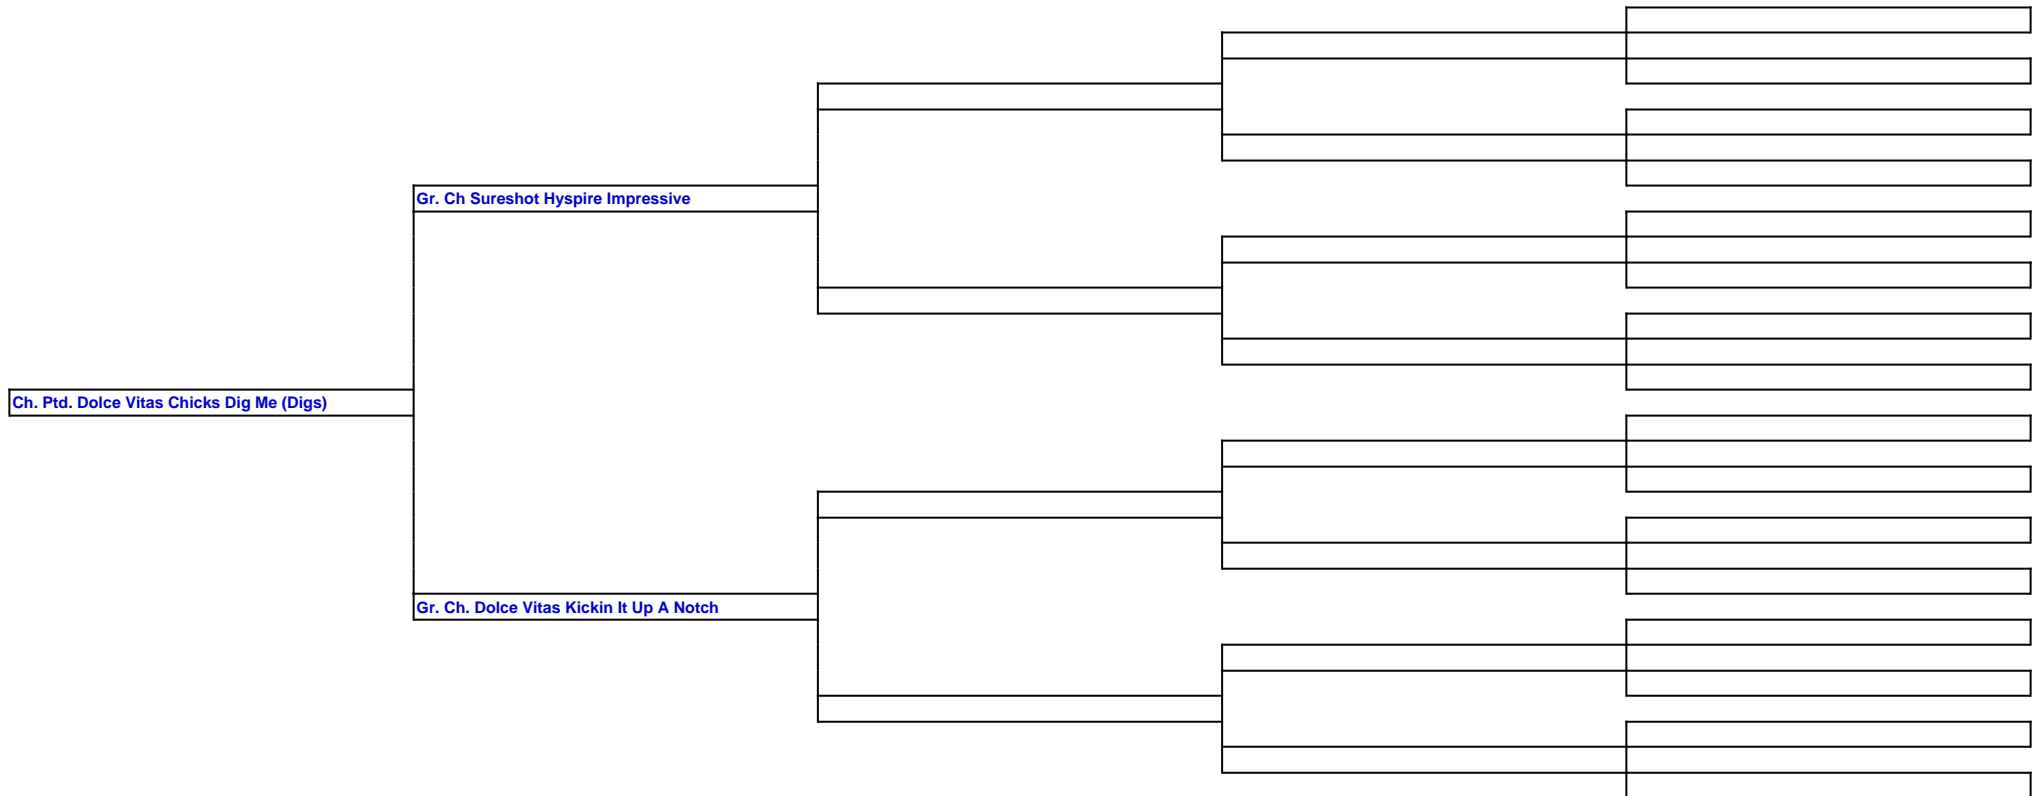 Gr. Ch Sureshot Hyspire Impressive
Ch. Ptd. Dolce Vitas Chicks Dig Me (Digs)
Gr. Ch. Dolce Vitas Kickin It Up A Notch